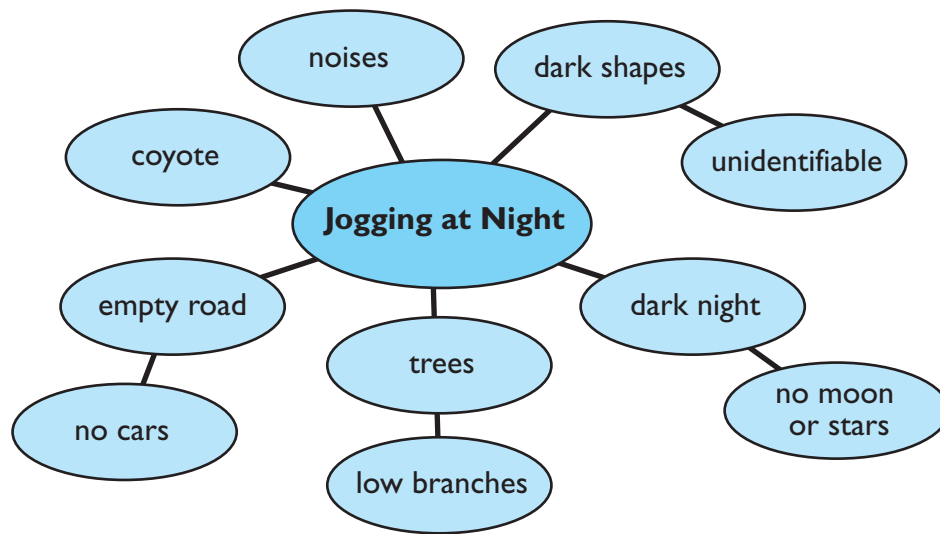 noises
dark shapes
coyote
unidentifiable
Jogging at Night
empty road
dark night
trees
no moon
or stars
no cars
low branches